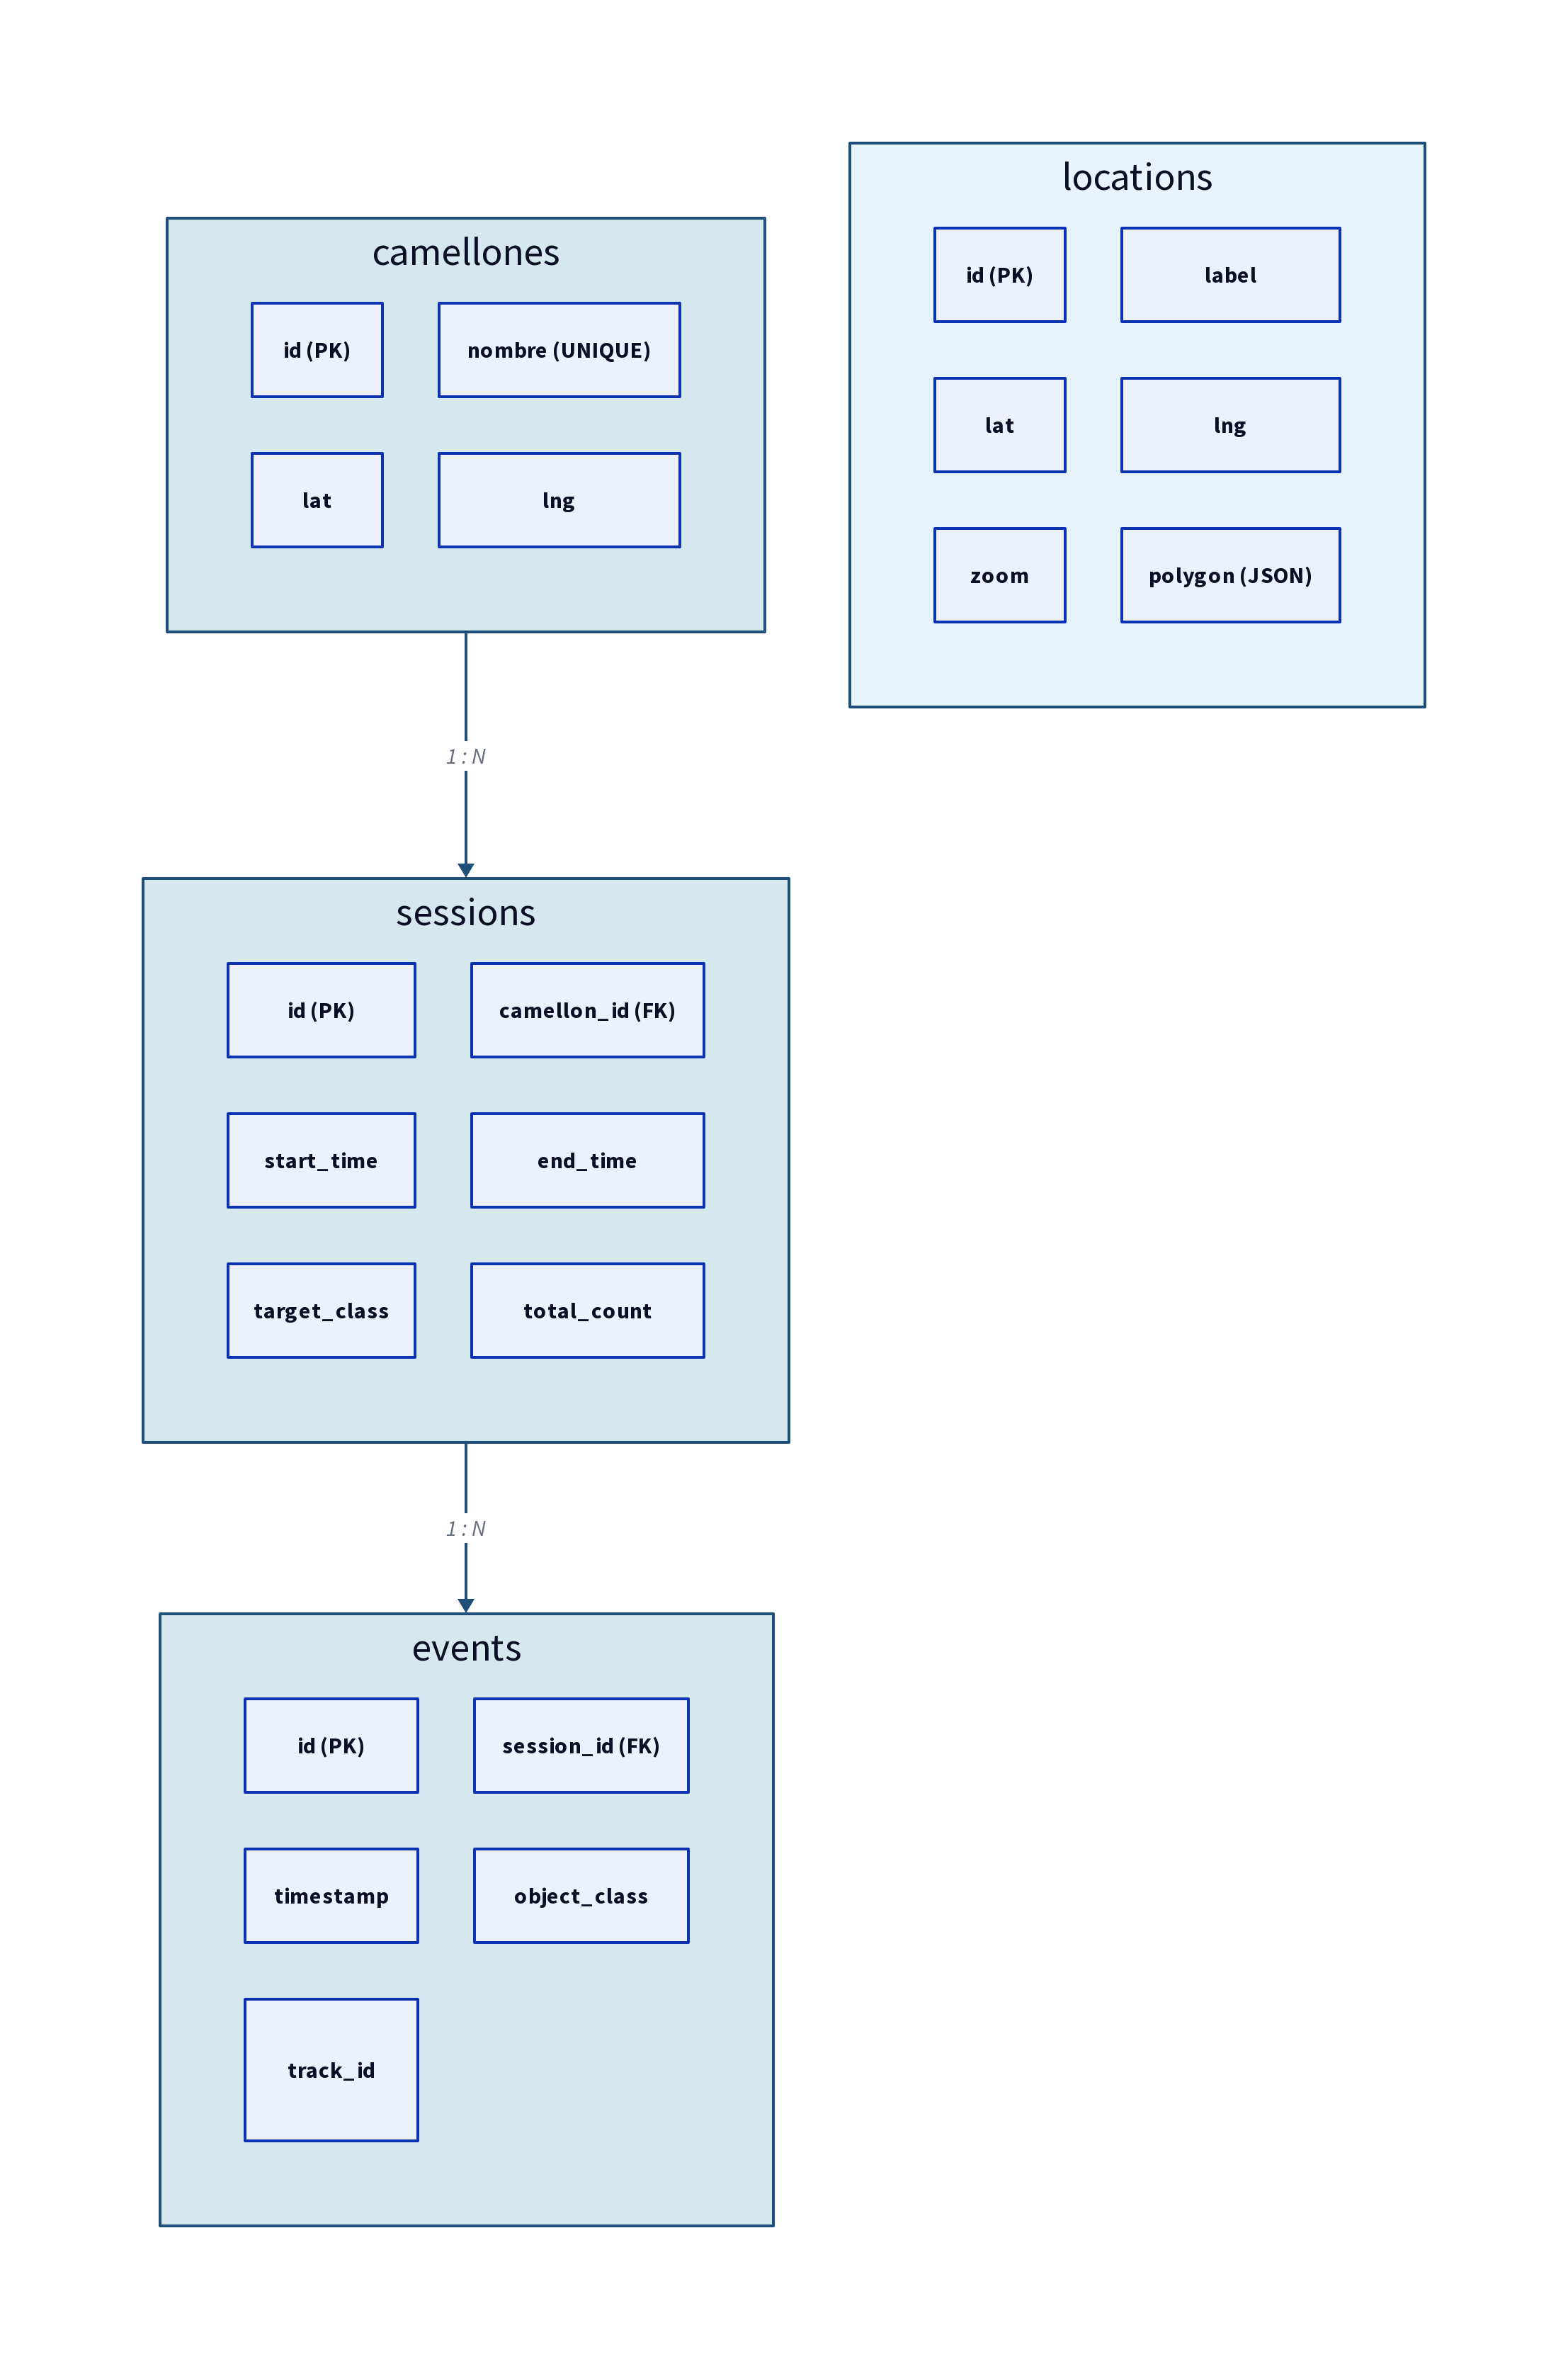 camellones
id (PK)
nombre (UNIQUE)
lat
lng
locations
id (PK)
label
lat
lng
zoom
polygon (JSON)
1 : N
sessions
id (PK)
camellon_id (FK)
start_time
end_time
target_class
total_count
1 : N
events
id (PK)
session_id (FK)
timestamp
object_class
track_id